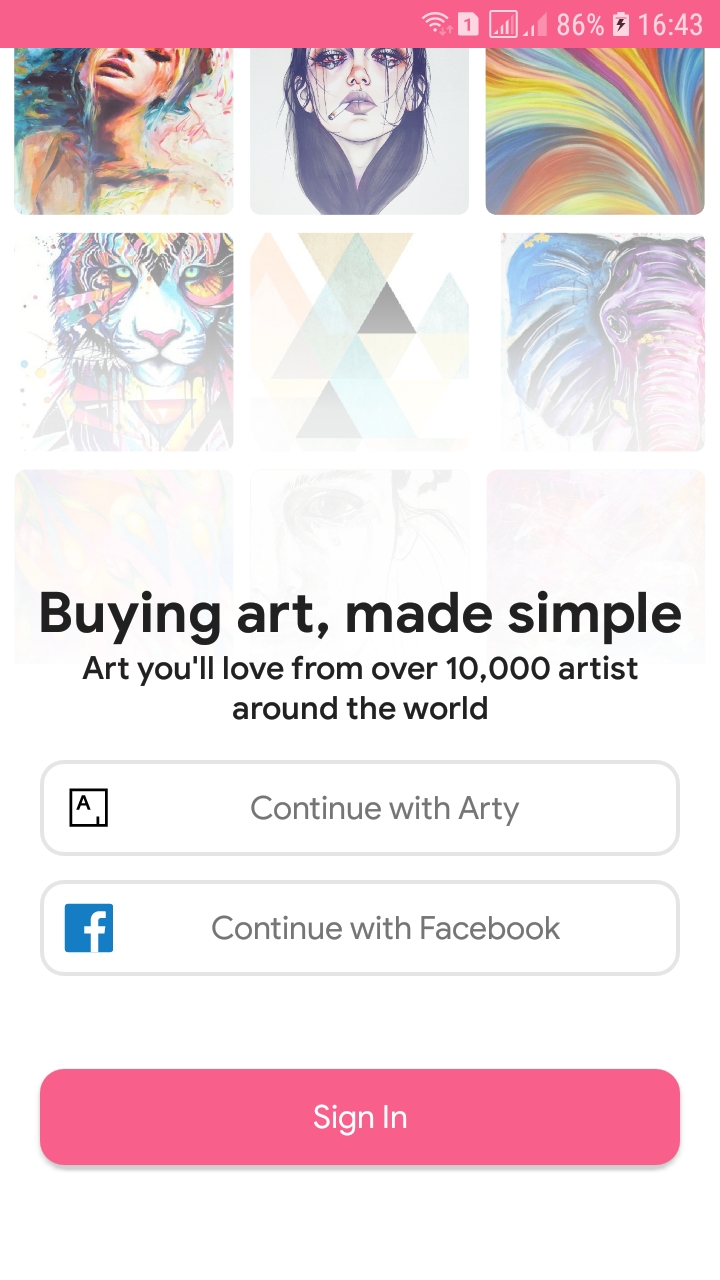 1 86% 16:43
Buying art, made simple
Art you'll love from over 10,000 artist
around the world
A
Continue with Arty
f
Continue with Facebook
Sign In